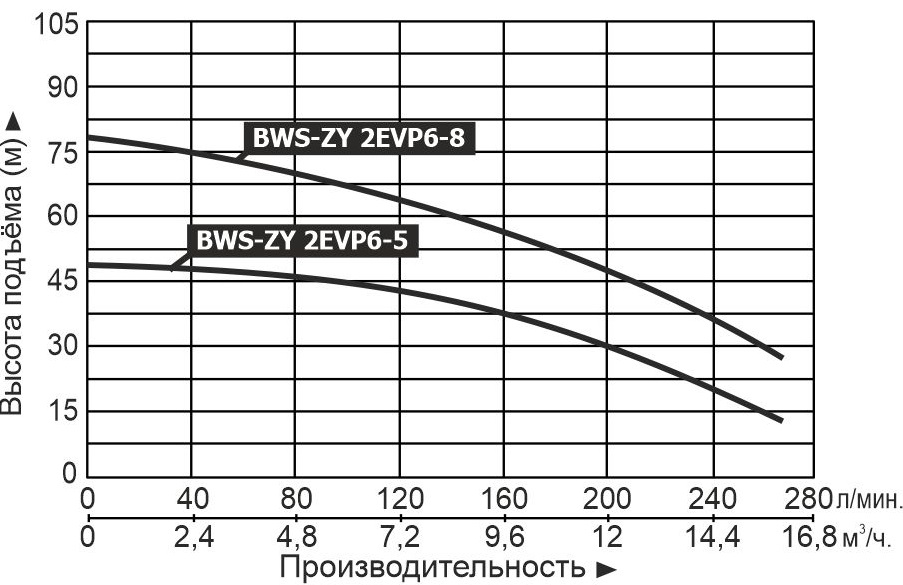 105
90
75
60
45
30
15
0
Высота подъёма (м) ►
BWS-ZY 2EVP6-8
BWS-ZY 2EVP6-5
0 40 80 120 160 200 240 280 л/мин.
0 2,4 4,8 7,2 9,6 12 14,4 16,8 м³/ч.
Производительность ►